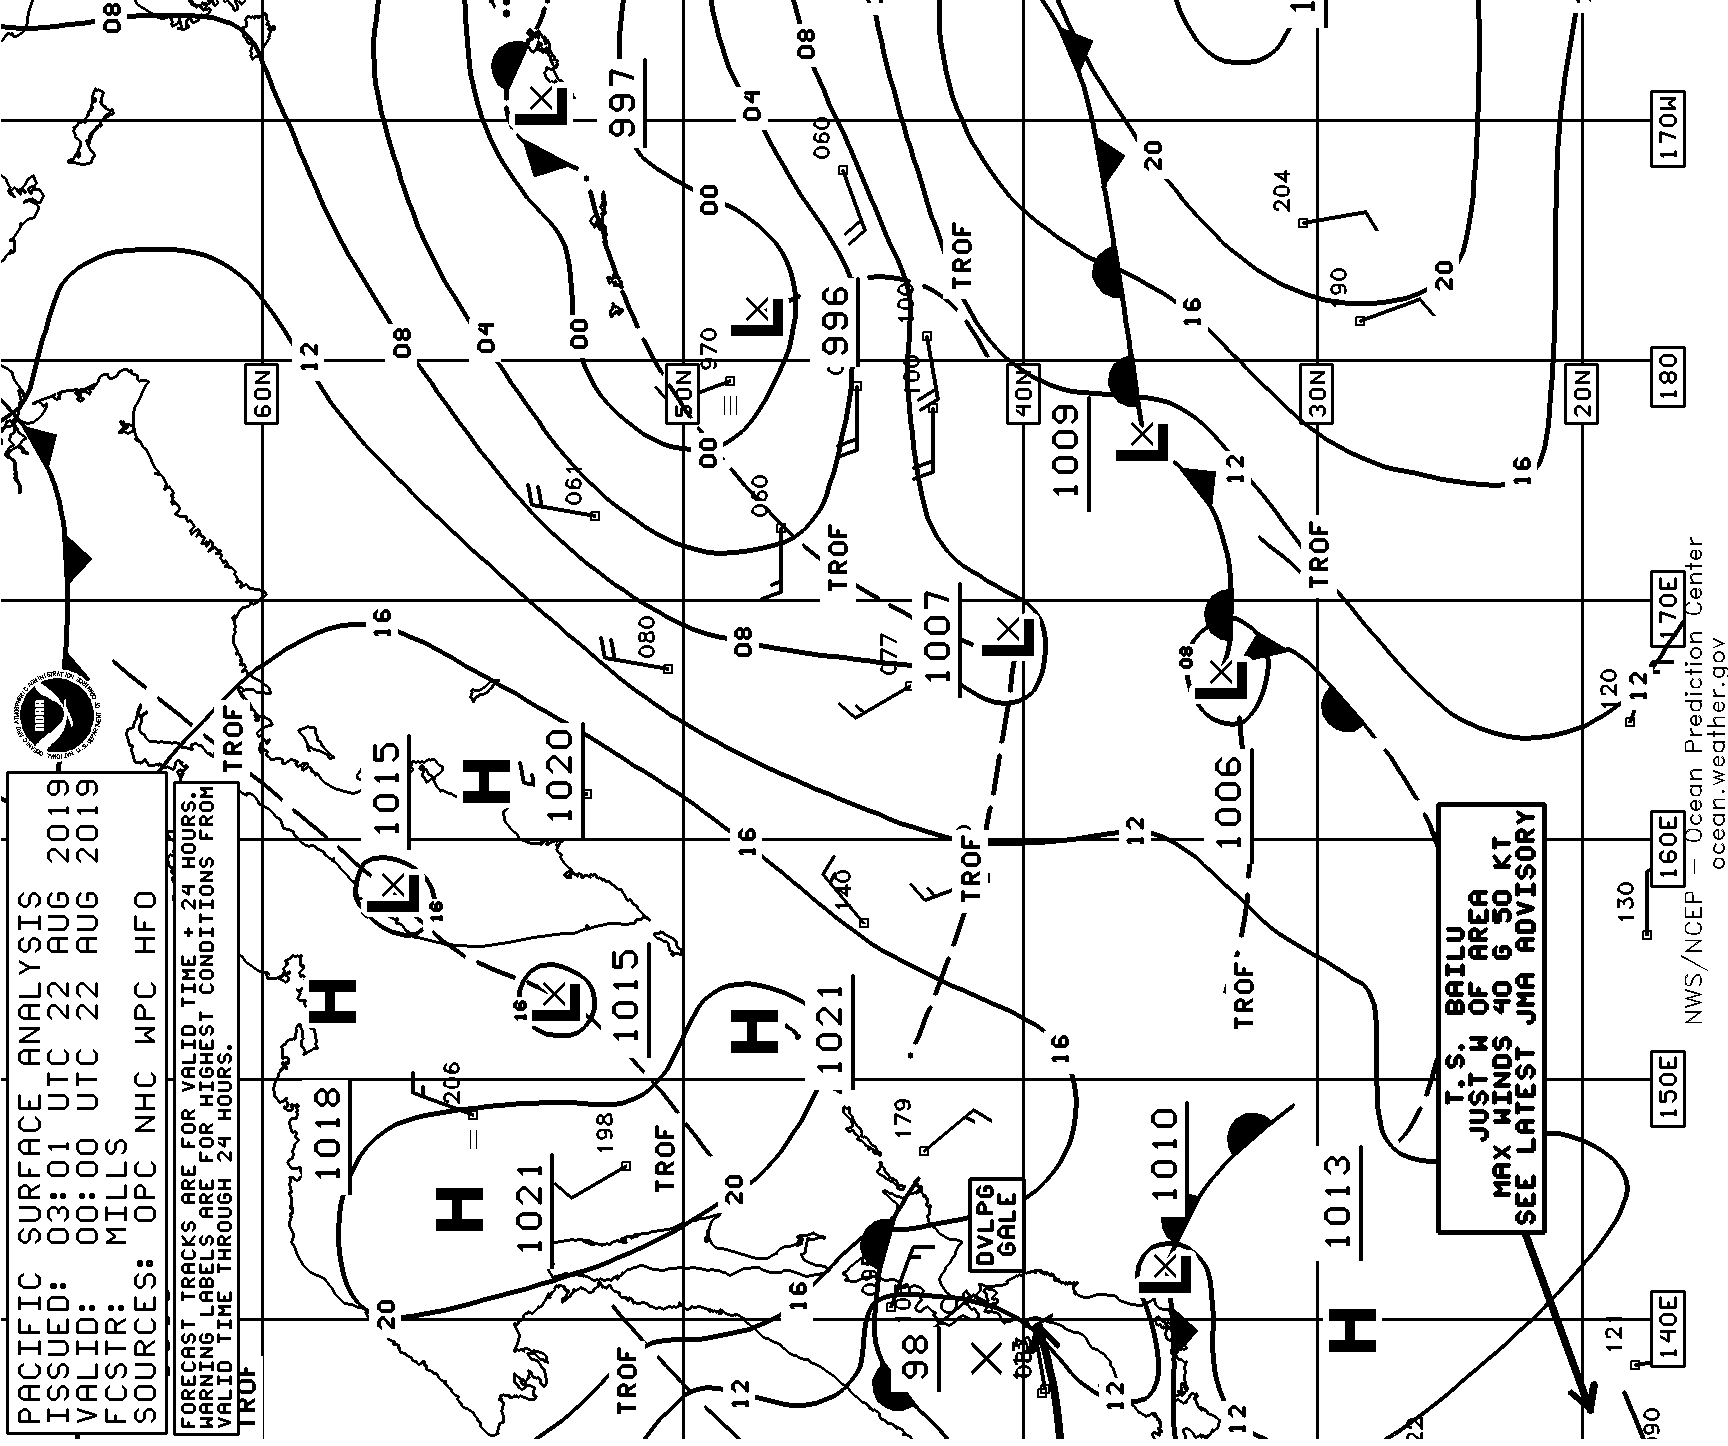 PACIFIC SURFACE ANALYSIS
ISSUED: 03:01 UTC 22 AUG 2019
VALID: 00:00 UTC 22 AUG 2019
FCSTR: MILLS
SOURCES: OPC NHC WPC HFO
FORECAST TRACKS ARE FOR VALID TIME + 24 HOURS.
WARNING LABELS ARE FOR HIGHEST CONDITIONS FROM
VALID TIME THROUGH 24 HOURS.
TROF
TROF
08
60N
12
H
1018
1015
L
16
20
16
H
1020
08
04
H
1021
L
16
1015
206
198
061
080
00
L
997
TROF
TROF
50N
970
00
00
04
L
996
060
08
12
20
16
H
1021
16
08
TROF
060
060
100
100
077
1007
L
140
179
DVLPG
GALE
98
TROF
TROF
40N
1009
L
16
12
12
L
1010
20
16
12
08
L
1006
TROF
TROF
204
190
30N
12
H
1013
T.S. BAILU
JUST W OF AREA
MAX WINDS 40 G 50 KT
SEE LATEST JMA ADVISORY
20
16
20N
120
12
130
121
090
170W
180
170E
160E
150E
140E
NWS/NCEP – Ocean Prediction Center
ocean.weather.gov